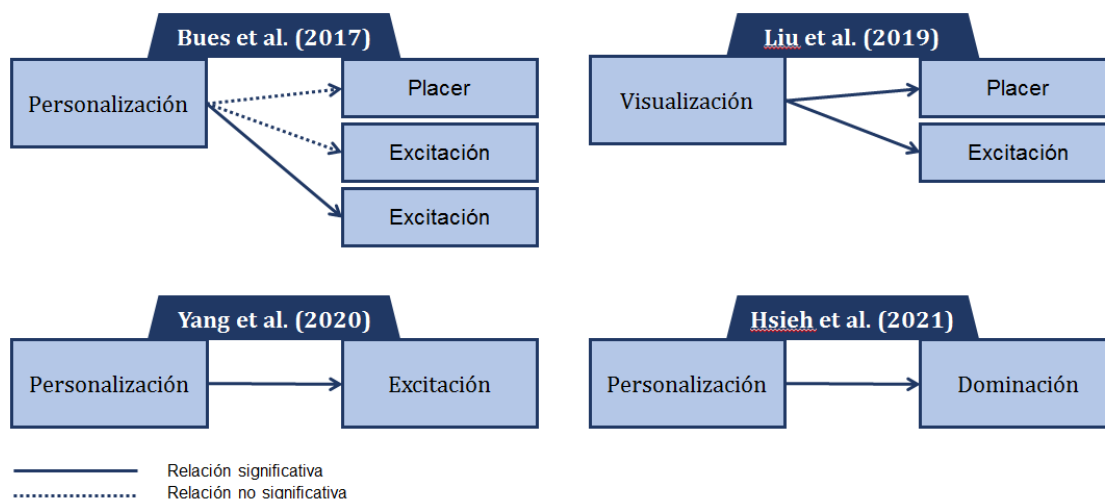 Bues et al. (2017)
Personalización
Placer
Excitación
Excitación
Liu et al. (2019)
Visualización
Placer
Excitación
Yang et al. (2020)
Personalización
Excitación
Hsieh et al. (2021)
Personalización
Dominación
Relación significativa
Relación no significativa